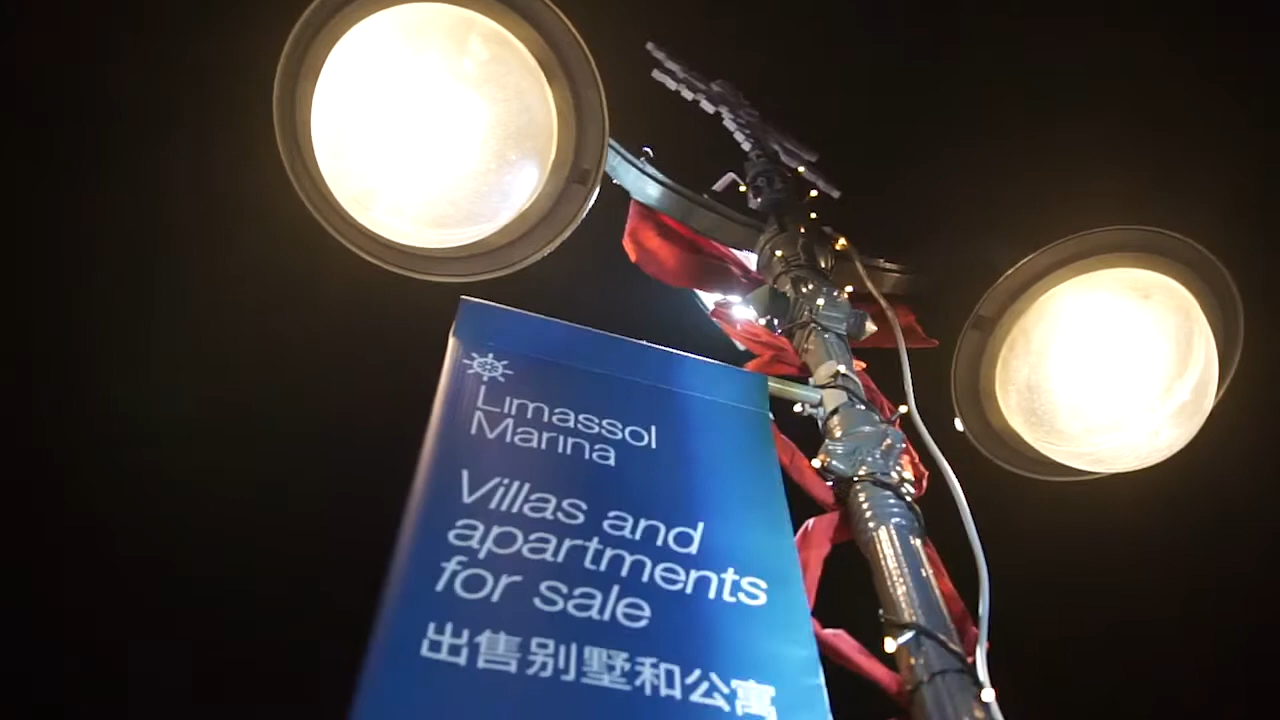 Limassol
Marina
Villas and
apartments
for sale
出售别墅和公寓